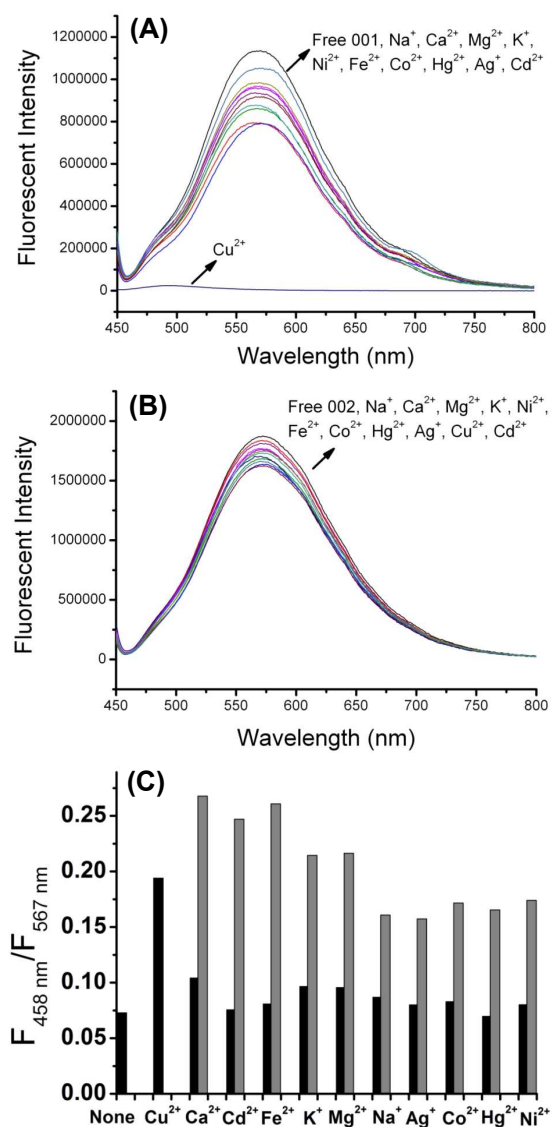 (A)
Free 001, Na⁺, Ca²⁺, Mg²⁺, K⁺,
Ni²⁺, Fe²⁺, Co²⁺, Hg²⁺, Ag⁺, Cd²⁺
Cu²⁺
Fluorescent Intensity
1200000
1000000
800000
600000
400000
200000
0
450 500 550 600 650 700 750 800
Wavelength (nm)
(B)
Free 002, Na⁺, Ca²⁺, Mg²⁺, K⁺, Ni²⁺,
Fe²⁺, Co²⁺, Hg²⁺, Ag⁺, Cu²⁺, Cd²⁺
Fluorescent Intensity
2000000
1500000
1000000
500000
0
450 500 550 600 650 700 750 800
Wavelength (nm)
(C)
F 458 nm/F 567 nm
0.25
0.20
0.15
0.10
0.05
0.00
None Cu²⁺ Ca²⁺ Cd²⁺ Fe²⁺ K⁺ Mg²⁺ Na⁺ Ag⁺ Co²⁺ Hg²⁺ Ni²⁺